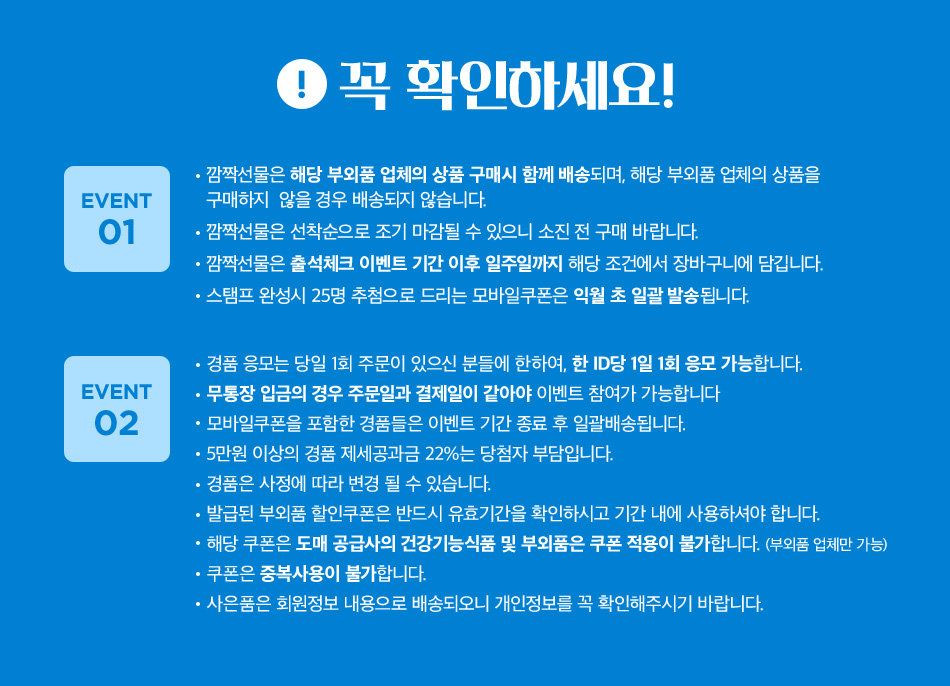 ! 꼭 확인하세요!
EVENT
01
• 깜짝선물은 해당 부외품 업체의 상품 구매시 함께 배송되며, 해당 부외품 업체의 상품을
구매하지 않을 경우 배송되지 않습니다.
• 깜짝선물은 선착순으로 조기 마감될 수 있으니 소진 전 구매 바랍니다.
• 깜짝선물은 출석체크 이벤트 기간 이후 일주일까지 해당 조건에서 장바구니에 담깁니다.
• 스탬프 완성시 25명 추첨으로 드리는 모바일쿠폰은 익월 초 일괄 발송됩니다.
EVENT
02
• 경품 응모는 당일 1회 주문이 있으신 분들에 한하여, 한 ID당 1일 1회 응모 가능합니다.
• 무통장 입금의 경우 주문일과 결제일이 같아야 이벤트 참여가 가능합니다
• 모바일쿠폰을 포함한 경품들은 이벤트 기간 종료 후 일괄배송됩니다.
• 5만원 이상의 경품 제세공과금 22%는 당첨자 부담입니다.
• 경품은 사정에 따라 변경 될 수 있습니다.
• 발급된 부외품 할인쿠폰은 반드시 유효기간을 확인하시고 기간 내에 사용하셔야 합니다.
• 해당 쿠폰은 도매 공급사의 건강기능식품 및 부외품은 쿠폰 적용이 불가합니다. (부외품 업체만 가능)
• 쿠폰은 중복사용이 불가합니다.
• 사은품은 회원정보 내용으로 배송되오니 개인정보를 꼭 확인해주시기 바랍니다.